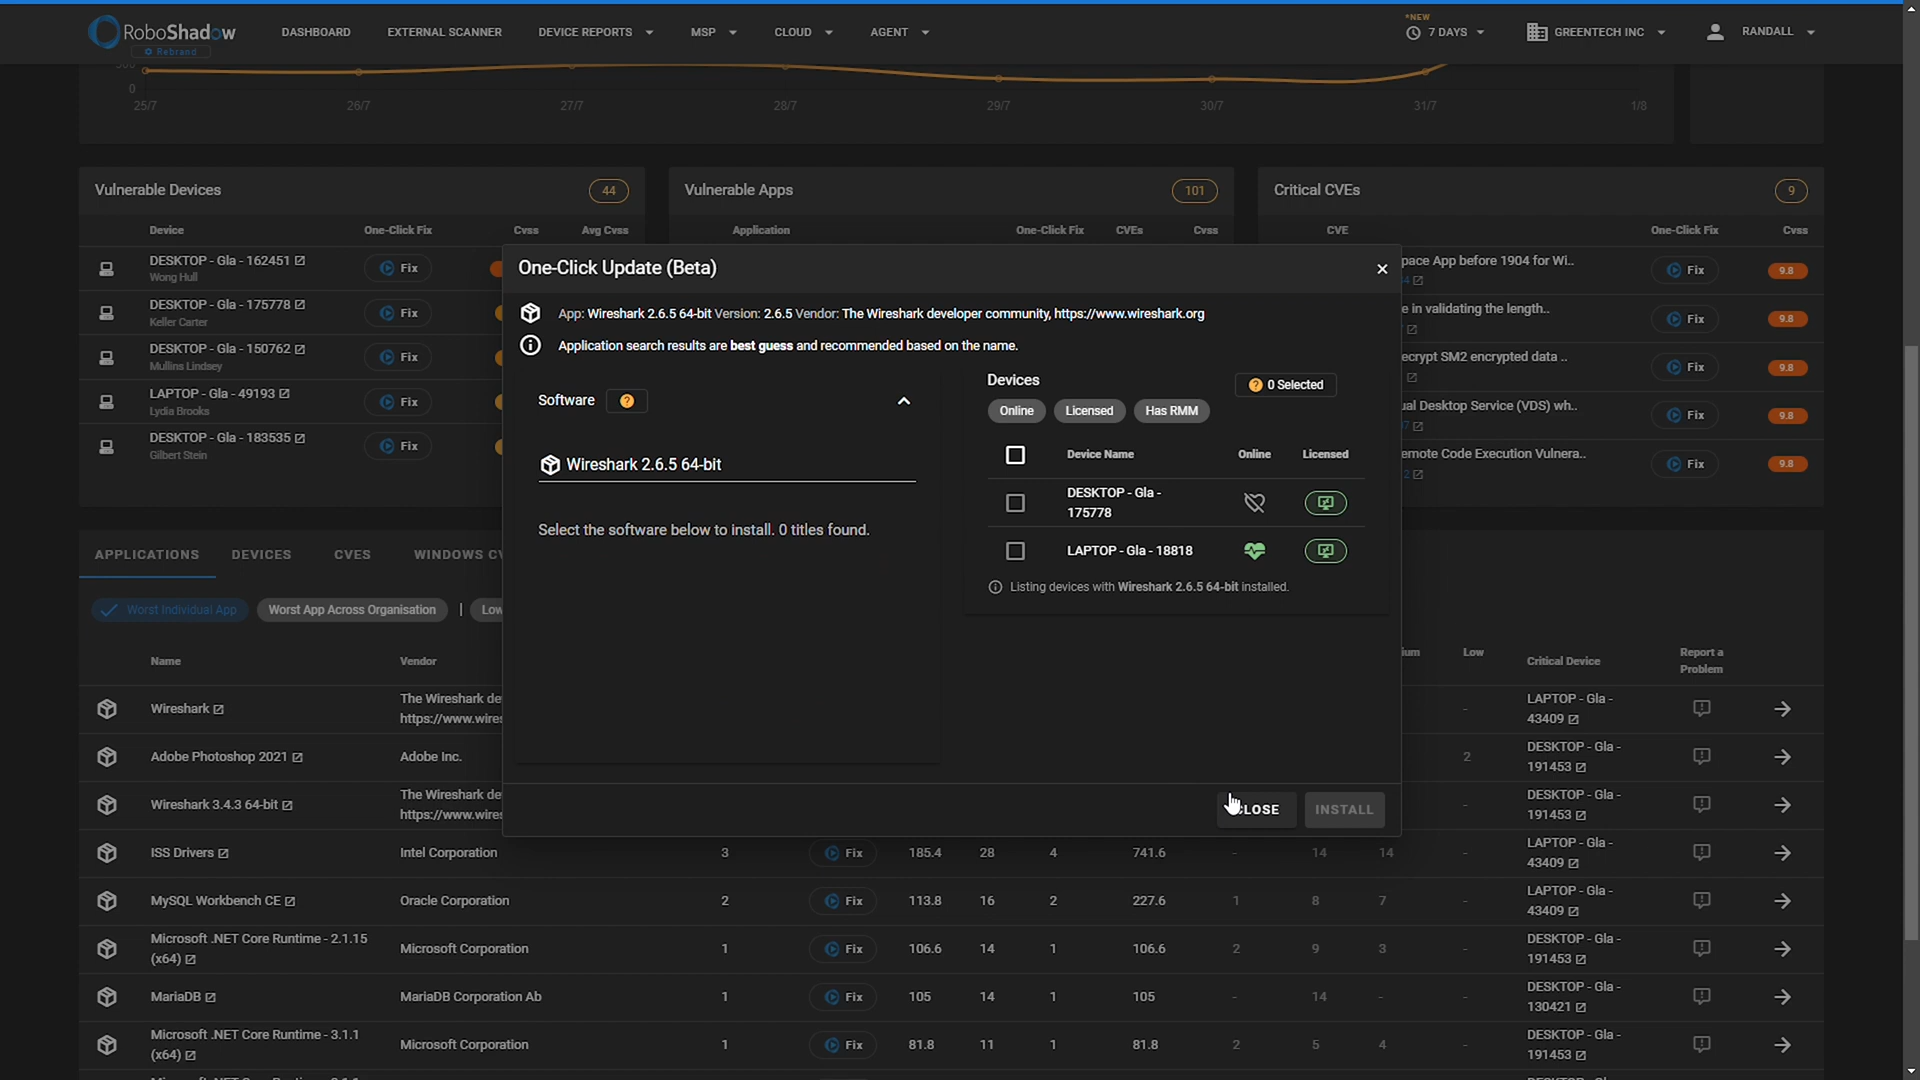 RoboShadow
Rebrand
DASHBOARD
EXTERNAL SCANNER
DEVICE REPORTS
MSP
CLOUD
AGENT
*NEW
7 DAYS
GREENTECH INC
RANDALL
0
25/7 26/7 27/7 28/7 29/7 30/7 31/7 1/8
Vulnerable Devices 44
Device One-Click Fix Cvss Avg Cvss
DESKTOP - Gla - 162451 Fix
Wong Hull
DESKTOP - Gla - 175778 Fix
Keller Carter
DESKTOP - Gla - 150762 Fix
Mullins Lindsey
LAPTOP - Gla - 49193 Fix
Lydia Brooks
DESKTOP - Gla - 183535 Fix
Gilbert Stein
Vulnerable Apps 101
Application One-Click Fix CVEs Cvss
Critical CVEs 9
CVE One-Click Fix Cvss
pace App before 1904 for Wi.. Fix 9.8
e in validating the length.. Fix 9.8
ecrypt SM2 encrypted data .. Fix 9.8
ual Desktop Service (VDS) wh.. Fix 9.8
emote Code Execution Vulnera.. Fix 9.8
One-Click Update (Beta)
App: Wireshark 2.6.5 64-bit Version: 2.6.5 Vendor: The Wireshark developer community, https://www.wireshark.org
Application search results are best guess and recommended based on the name.
Software ?
Wireshark 2.6.5 64-bit
Select the software below to install. 0 titles found.
Devices
? 0 Selected
Online Licensed Has RMM
Device Name Online Licensed
DESKTOP - Gla -
175778
LAPTOP - Gla - 18818
Listing devices with Wireshark 2.6.5 64-bit installed.
CLOSE INSTALL
APPLICATIONS DEVICES CVES WINDOWS CV
Worst Individual App Worst App Across Organisation | Low
Name Vendor ium Low Critical Device Report a
Problem
Wireshark The Wireshark de
https://www.wires - LAPTOP - Gla -
43409
Adobe Photoshop 2021 Adobe Inc. 2 DESKTOP - Gla -
191453
Wireshark 3.4.3 64-bit The Wireshark de
https://www.wires - DESKTOP - Gla -
191453
ISS Drivers Intel Corporation 3 Fix 185.4 28 4 741.6 - 14 14 - LAPTOP - Gla -
43409
MySQL Workbench CE Oracle Corporation 2 Fix 113.8 16 2 227.6 1 8 7 - LAPTOP - Gla -
43409
Microsoft .NET Core Runtime - 2.1.15
(x64) Microsoft Corporation 1 Fix 106.6 14 1 106.6 2 9 3 - DESKTOP - Gla -
191453
MariaDB MariaDB Corporation Ab 1 Fix 105 14 1 105 - 14 - - DESKTOP - Gla -
130421
Microsoft .NET Core Runtime - 3.1.1
(x64) Microsoft Corporation 1 Fix 81.8 11 1 81.8 2 5 4 - DESKTOP - Gla -
191453